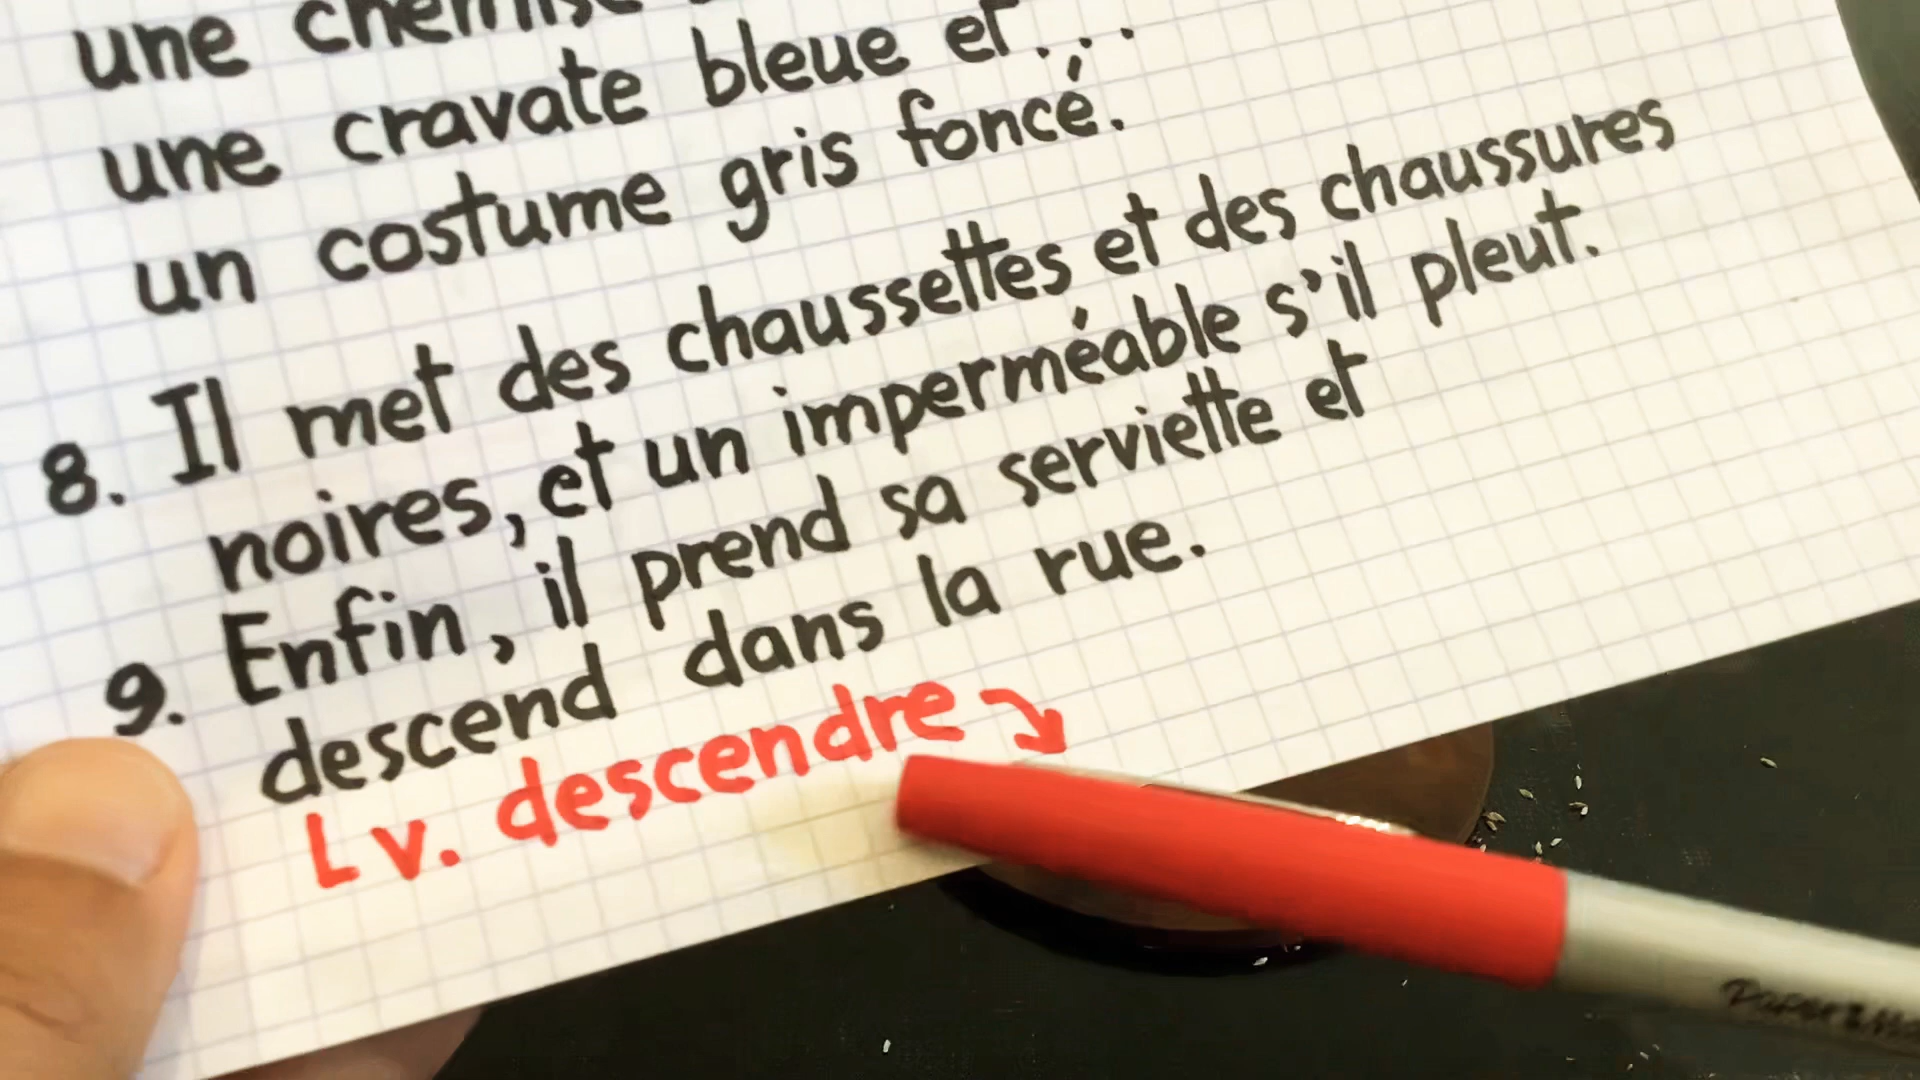 une chemise
une cravate bleue et...
un costume gris foncé.
8. Il met des chaussettes et des chaussures
noires, et un imperméable s'il pleut.
9. Enfin, il prend sa serviette et
descend dans la rue.
v. descendre